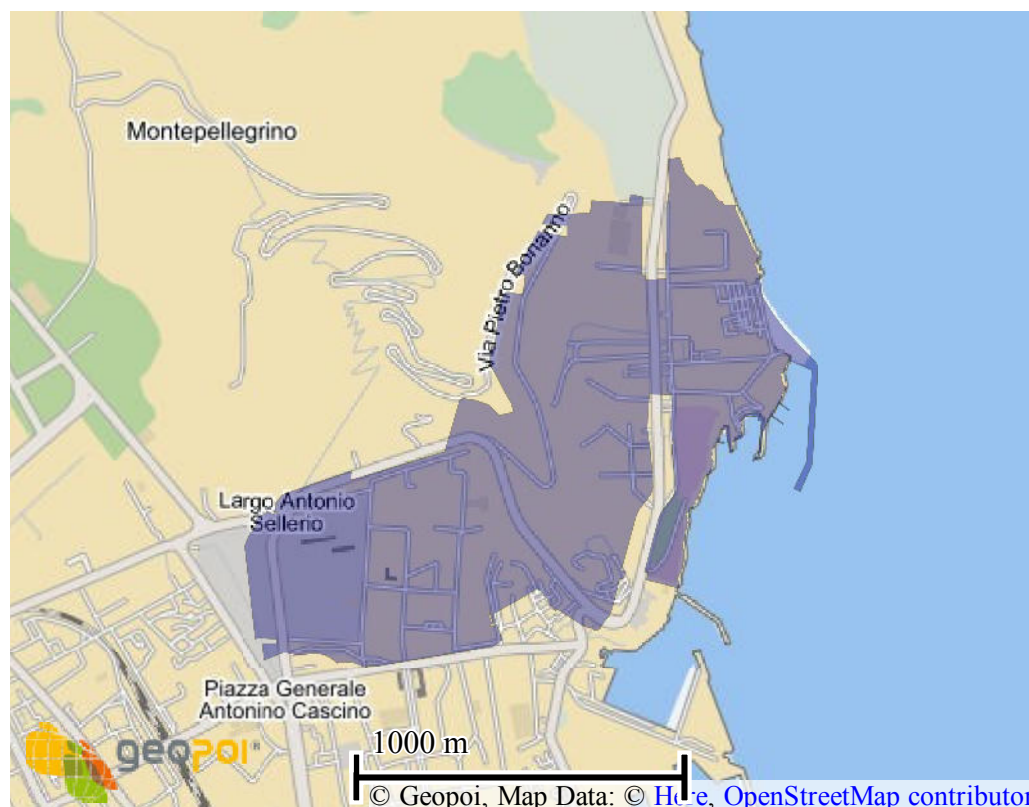 Montepellegrino
Via Pietro Bonanno
Largo Antonio
Sellerio
Piazza Generale
Antonino Cascino
geopoi®
1000 m
© Geopoi, Map Data: © Here, OpenStreetMap contributor